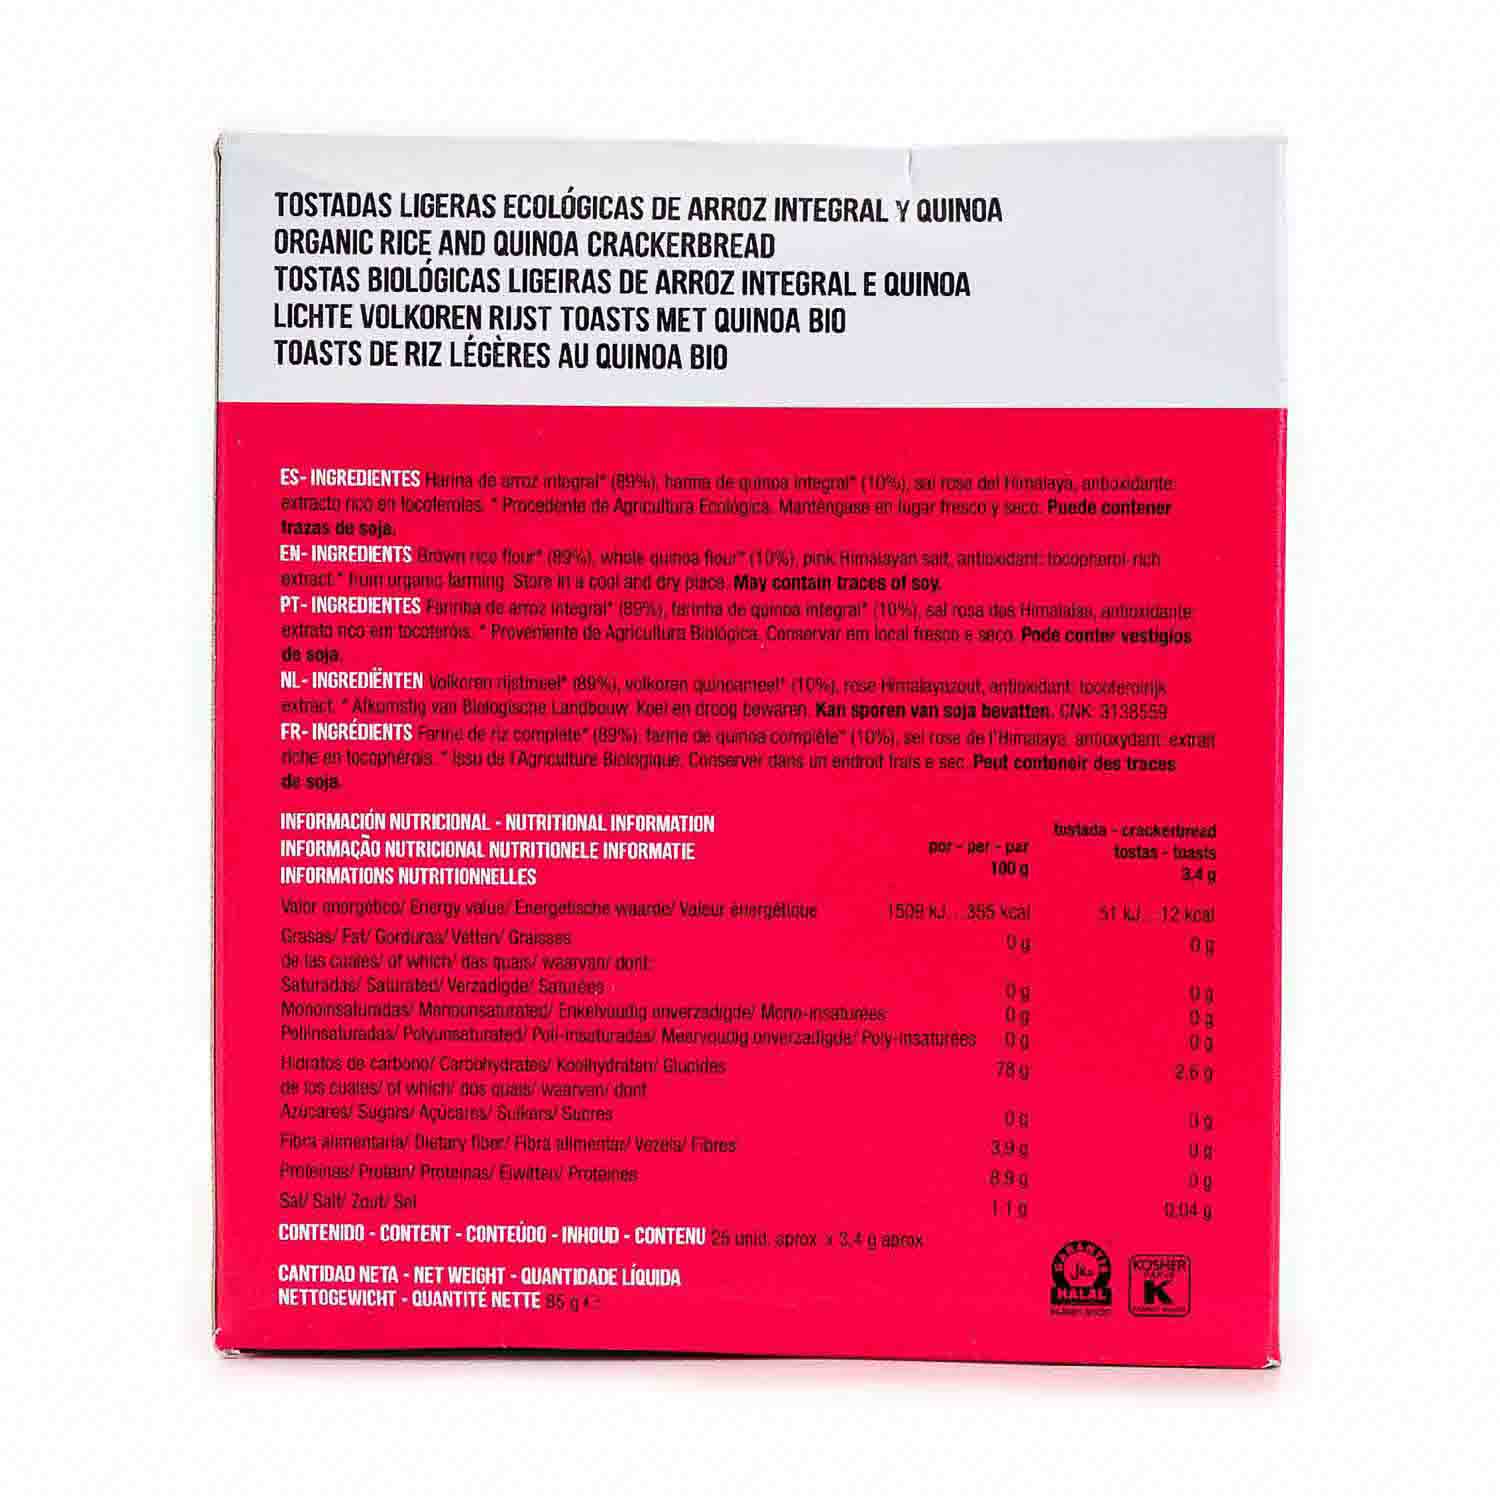 TOSTADAS LIGERAS ECOLÓGICAS DE ARROZ INTEGRAL Y QUINOA
ORGANIC RICE AND QUINOA CRACKERBREAD
TOSTAS BIOLÓGICAS LIGEIRAS DE ARROZ INTEGRAL E QUINOA
LICHTE VOLKOREN RIJST TOASTS MET QUINOA BIO
TOASTS DE RIZ LÉGÈRES AU QUINOA BIO
ES- INGREDIENTES Harina de arroz integral* (89%), harina de quinoa integral* (10%), sal rosa del Himalaya, antioxidante:
extracto rico en tocoferoles. * Procedente de Agricultura Ecológica. Manténgase en lugar fresco y seco. Puede contener
trazas de soja.
EN- INGREDIENTS Brown rice flour* (89%), whole quinoa flour* (10%), pink Himalayan salt, antioxidant: tocopherol-rich
extract.* from organic farming. Store in a cool and dry place. May contain traces of soy.
PT- INGREDIENTES Farinha de arroz integral* (89%), farinha de quinoa integral* (10%), sal rosa dos Himalaias, antioxidante:
extrato rico em tocoferóis. * Proveniente de Agricultura Biológica. Conservar em local fresco e seco. Pode conter vestígios
de soja.
NL- INGREDIËNTEN Volkoren rijstmeel* (89%), volkoren quinoameel* (10%), rose Himalayazout, antioxidant: tocoferolrijk
extract. * Afkomstig van Biologische Landbouw. Koel en droog bewaren. Kan sporen van soja bevatten. CNK: 3138559
FR- INGRÉDIENTS Farine de riz complète* (89%), farine de quinoa complète* (10%), sel rose de l'Himalaya, antioxydant: extrait
riche en tocophérols. * Issu de l'Agriculture Biologique. Conserver dans un endroit frais e sec. Peut contenoir des traces
de soja.
INFORMACIÓN NUTRICIONAL - NUTRITIONAL INFORMATION
INFORMAÇÃO NUTRICIONAL NUTRITIONELE INFORMATIE
INFORMATIONS NUTRITIONNELLES
por - per - par
100 g
tostada - crackerbread
tostas - toasts
3,4 g
Valor energético/ Energy value/ Energetische waarde/ Valeur énergétique 1509 kJ... 355 kcal 51 kJ... 12 kcal
Grasas/ Fat/ Gorduras/ Vetten/ Graisses 0 g 0 g
de las cuales/ of which/ das quais/ waarvan/ dont:
Saturadas/ Saturated/ Verzadigde/ Saturées 0 g 0 g
Monoinsaturadas/ Monounsaturated/ Enkelvoudig onverzadigde/ Mono-insaturées 0 g 0 g
Poliinsaturadas/ Polyunsaturated/ Poli-insaturadas/ Meervoudig onverzadigde/ Poly-insaturées 0 g 0 g
Hidratos de carbono/ Carbohydrates/ Koolhydraten/ Glucides 78 g 2,6 g
de los cuales/ of which/ dos quais/ waarvan/ dont
Azúcares/ Sugars/ Açúcares/ Suikers/ Sucres 0 g 0 g
Fibra alimentaria/ Dietary fiber/ Fibra alimentar/ Vezels/ Fibres 3,9 g 0 g
Proteínas/ Protein/ Proteínas/ Eiwitten/ Protéines 8,9 g 0 g
Sal/ Salt/ Zout/ Sel 1,1 g 0,04 g
CONTENIDO - CONTENT - CONTEÚDO - INHOUD - CONTENU 25 unid. aprox. x 3,4 g aprox
CANTIDAD NETA - NET WEIGHT - QUANTIDADE LÍQUIDA
NETTOGEWICHT - QUANTITÉ NETTE 85 g ℮
GARANTIE
حلال
HALAL
KOSHER
PARVE
K